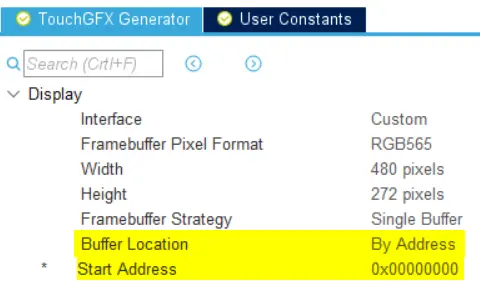 TouchGFX Generator User Constants
Search (Crtl+F)
Display
Interface Custom
Framebuffer Pixel Format RGB565
Width 480 pixels
Height 272 pixels
Framebuffer Strategy Single Buffer
Buffer Location By Address
* Start Address 0x00000000